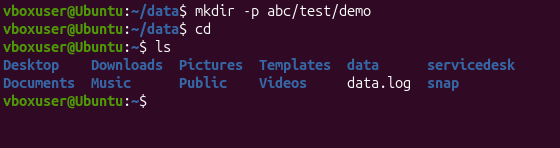 vboxuser@Ubuntu:~/data$ mkdir -p abc/test/demo
vboxuser@Ubuntu:~/data$ cd
vboxuser@Ubuntu:~$ ls
Desktop    Downloads  Pictures  Templates  data      servicedesk
Documents  Music      Public    Videos     data.log  snap
vboxuser@Ubuntu:~$